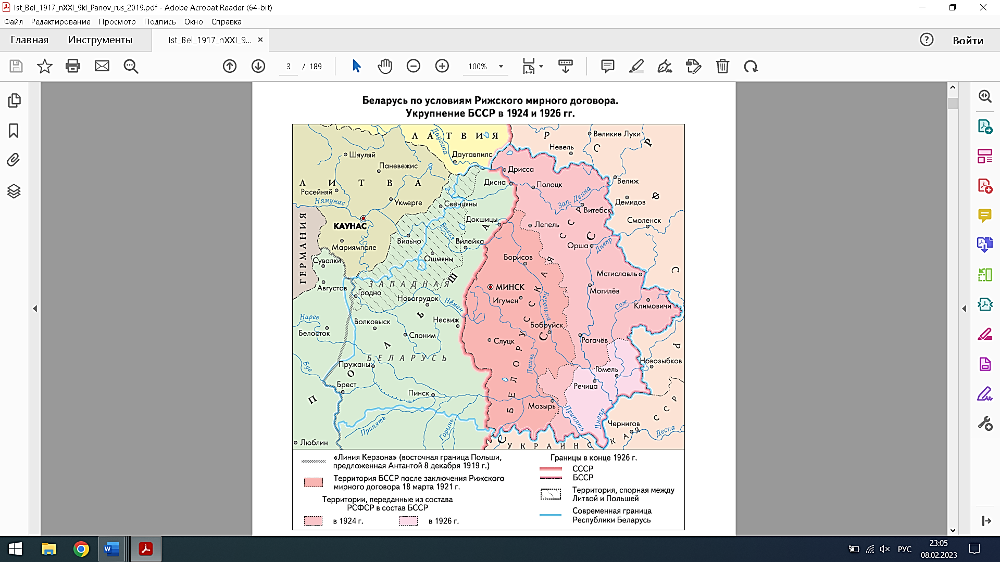 Ist_Bel_1917_nXXI_9kl_Panov_rus_2019.pdf - Adobe Acrobat Reader (64-bit)
Файл Редактирование Просмотр Подпись Окно Справка
Главная Инструменты Ist_Bel_1917_nXXI_9... × Войти
3 / 189 100%
Беларусь по условиям Рижского мирного договора.
Укрупнение БССР в 1924 и 1926 гг.
ЛАТВИЯ
Даугава
Великие Луки
РСФСР
Невель
Шяуляй
Даугавпилс
Паневежис
Дрисса
ЛИТВА
Дисна
Полоцк
Велиж
Расейняй
Нямунас
Укмерге
Свенцяны
Зап. Двина
Витебск
Демидов
ГЕРМАНИЯ
КАУНАС
Докшицы
Лепель
Смоленск
Вилия
Вильно
Вилейка
Орша
Днепр
Мариямполе
Сувалки
Ошмяны
Борисов
Мстиславль
ЗАПАДНАЯ
Августов
Гродно
МИНСК
Могилёв
Новогрудок
Нёман
Игумен
Березина
Сож
Климовичи
Нарев
Волковыск
Несвиж
Бобруйск
Белосток
Слоним
Слуцк
Рогачёв
БЕЛАРУСЬ
Птичь
Буг
Пружаны
Гомель
Новозыбков
Брест
Речица
Пинск
ПОЛЬША
БЕЛОРУССКАЯ ССР
СССР
Мозырь
Припять
Припять
Горынь
Днепр
Чернигов
Десна
Люблин
УКРАИНСКАЯ ССР
«Линия Керзона» (восточная граница Польши,
предложенная Антантой 8 декабря 1919 г.)
Территория БССР после заключения Рижского
мирного договора 18 марта 1921 г.
Территории, переданные из состава
РСФСР в состав БССР
в 1924 г. в 1926 г.
Границы в конце 1926 г.
СССР
БССР
Территория, спорная между
Литвой и Польшей
Современная граница
Республики Беларусь
РУС
23:05
08.02.2023